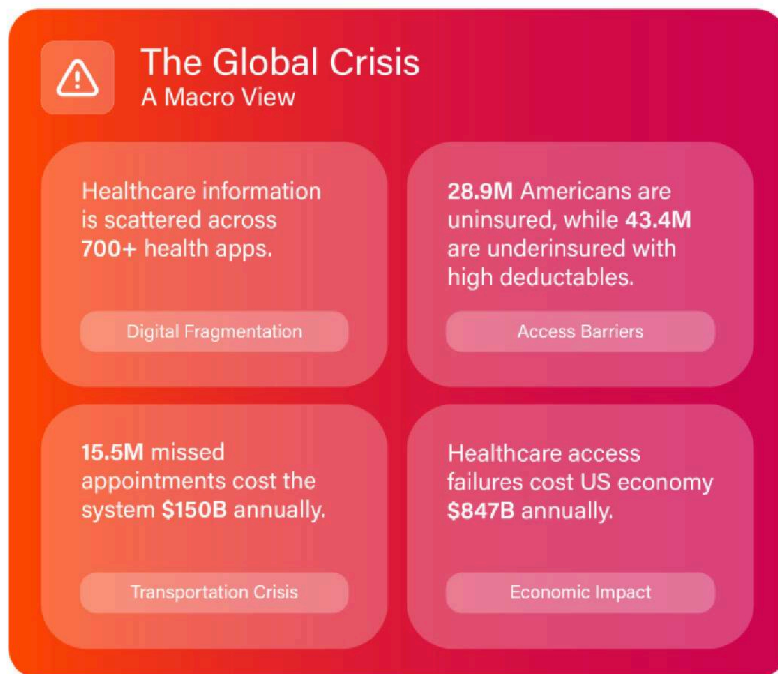 The Global Crisis
A Macro View
Healthcare information
is scattered across
700+ health apps.
Digital Fragmentation
28.9M Americans are
uninsured, while 43.4M
are underinsured with
high deductables.
Access Barriers
15.5M missed
appointments cost the
system $150B annually.
Transportation Crisis
Healthcare access
failures cost US economy
$847B annually.
Economic Impact